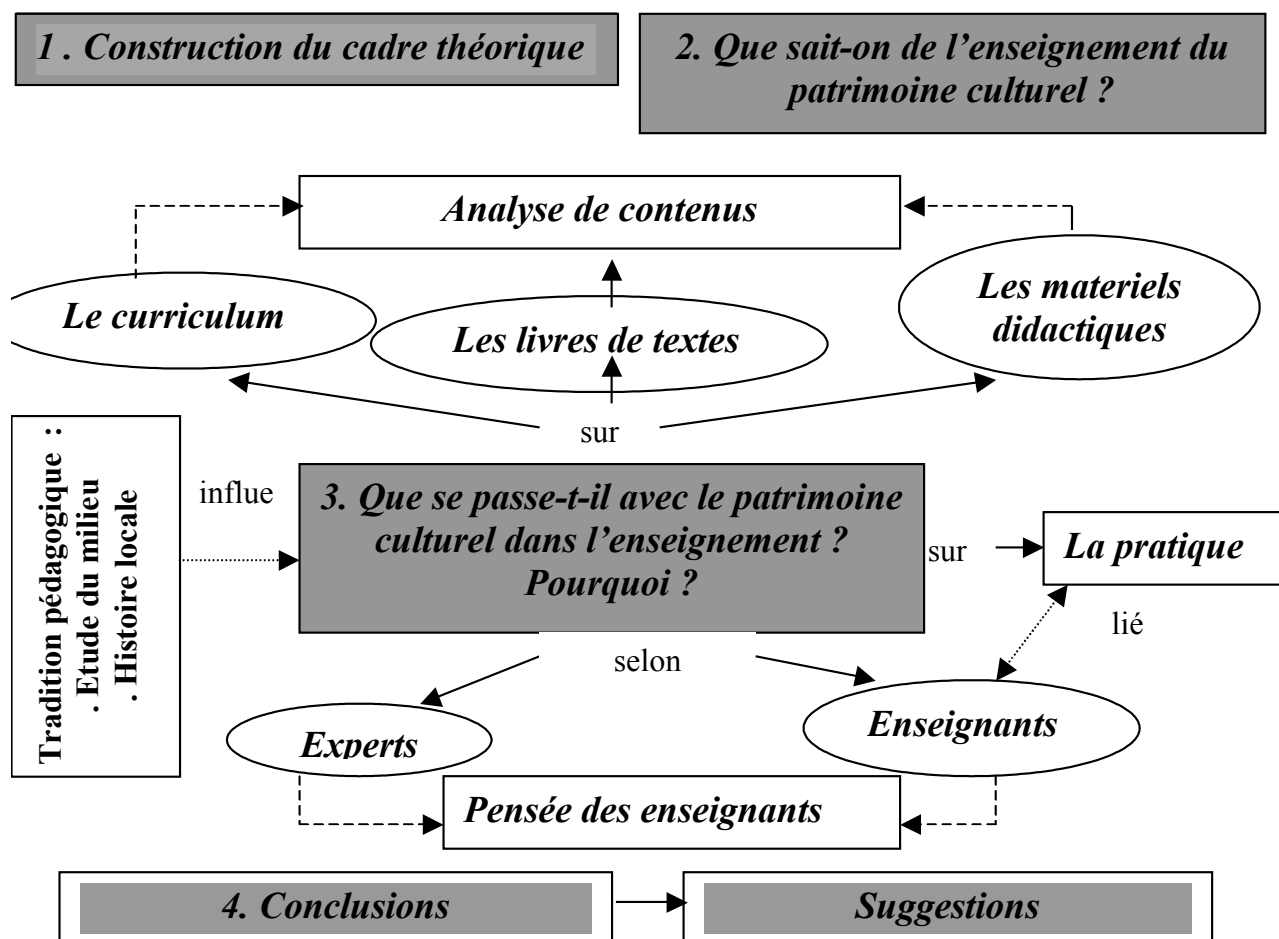 1 . Construction du cadre théorique
2. Que sait-on de l’enseignement du
patrimoine culturel ?
Analyse de contenus
Le curriculum
Les livres de textes
Les materiels
didactiques
sur
Tradition pédagogique :
. Etude du milieu
. Histoire locale
influe
3. Que se passe-t-il avec le patrimoine
culturel dans l’enseignement ?
Pourquoi ?
sur
La pratique
lié
selon
Experts
Enseignants
Pensée des enseignants
4. Conclusions
Suggestions